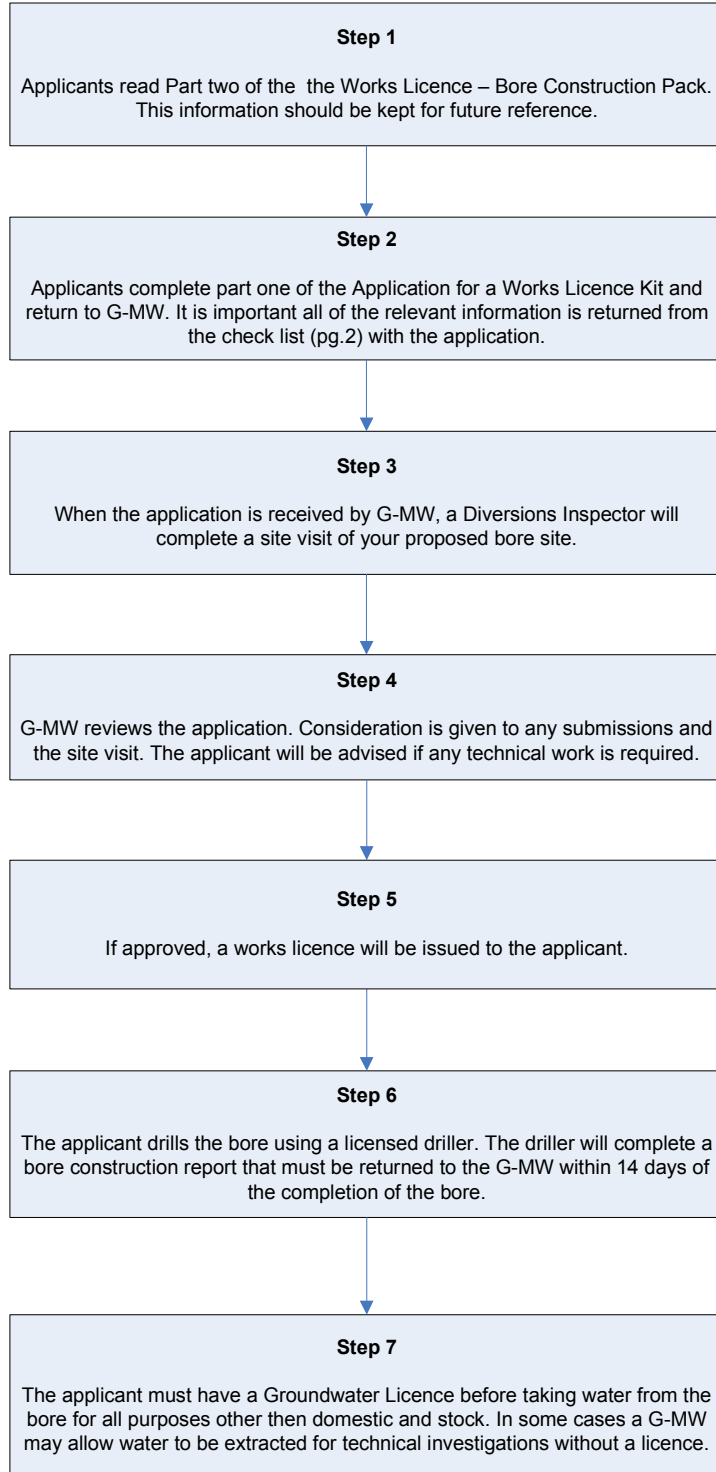 Step 1
Applicants read Part two of the the Works Licence – Bore Construction Pack.
This information should be kept for future reference.
Step 2
Applicants complete part one of the Application for a Works Licence Kit and
return to G-MW. It is important all of the relevant information is returned from
the check list (pg.2) with the application.
Step 3
When the application is received by G-MW, a Diversions Inspector will
complete a site visit of your proposed bore site.
Step 4
G-MW reviews the application. Consideration is given to any submissions and
the site visit. The applicant will be advised if any technical work is required.
Step 5
If approved, a works licence will be issued to the applicant.
Step 6
The applicant drills the bore using a licensed driller. The driller will complete a
bore construction report that must be returned to the G-MW within 14 days of
the completion of the bore.
Step 7
The applicant must have a Groundwater Licence before taking water from the
bore for all purposes other then domestic and stock. In some cases a G-MW
may allow water to be extracted for technical investigations without a licence.